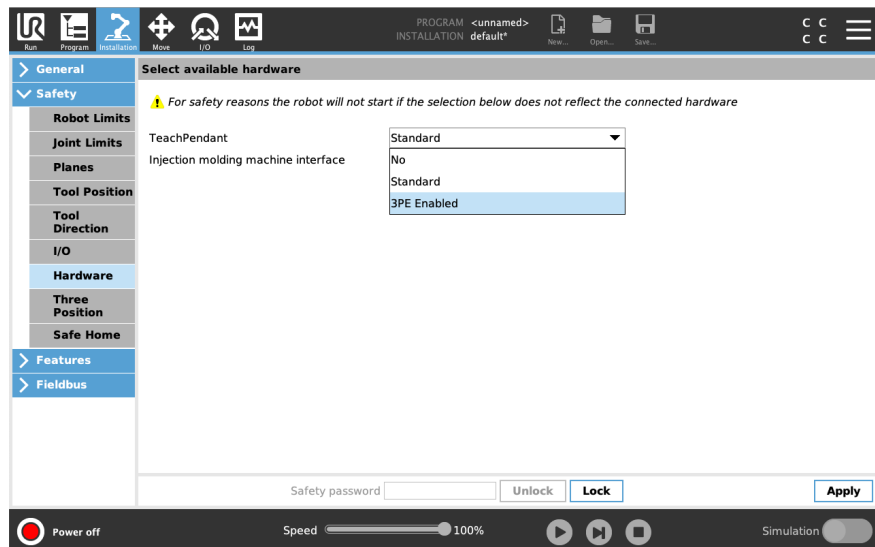 PROGRAM <unnamed>
INSTALLATION default*
C C
C C
Run Program Installation Move I/O Log New... Open... Save...
General
Select available hardware
Safety
For safety reasons the robot will not start if the selection below does not reflect the connected hardware
Robot Limits
Joint Limits
Planes
Tool Position
Tool
Direction
I/O
Hardware
Three
Position
Safe Home
Features
Fieldbus
TeachPendant Standard
Injection molding machine interface No
Standard
3PE Enabled
Safety password Unlock Lock Apply
Power off Speed 100% Simulation